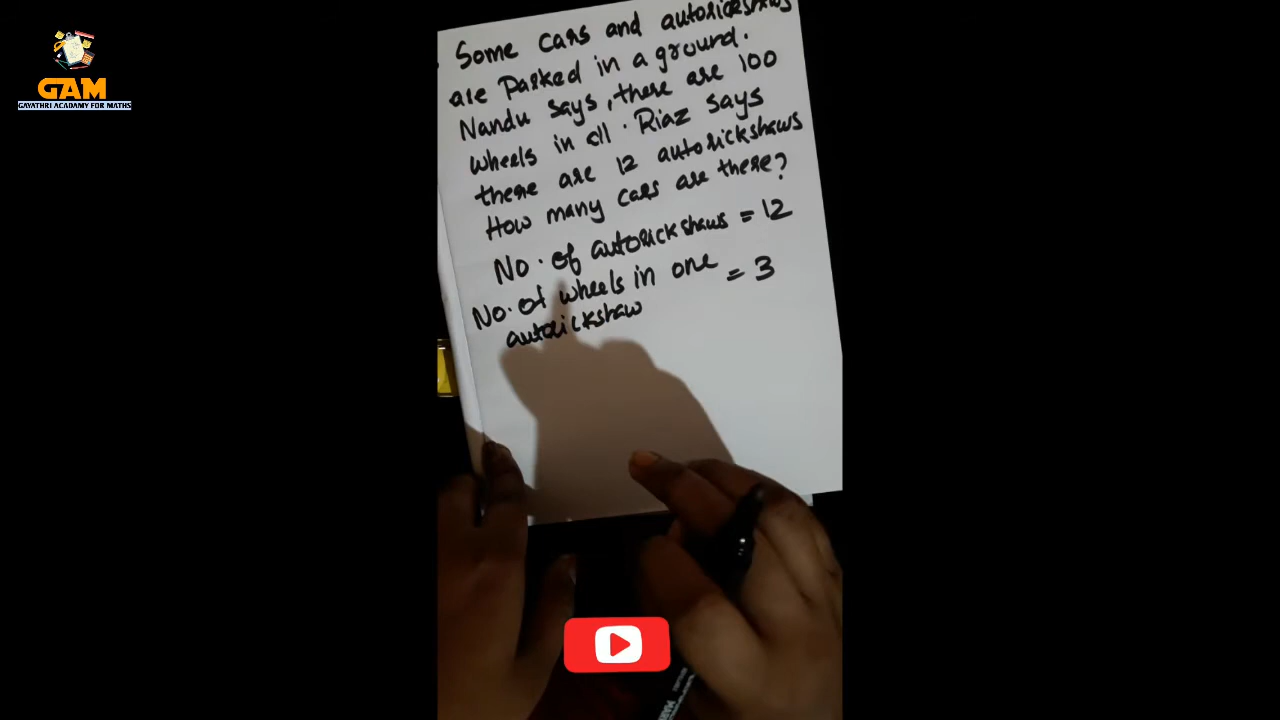 GAM
GAYATHRI ACADAMY FOR MATHS
Some cars and autorickshaws
are Parked in a ground.
Nandu says, there are 100
wheels in all. Riaz says
there are 12 autorickshaws
How many cars are there?
No. of autorickshaws = 12
No. of wheels in one = 3
autorickshaw